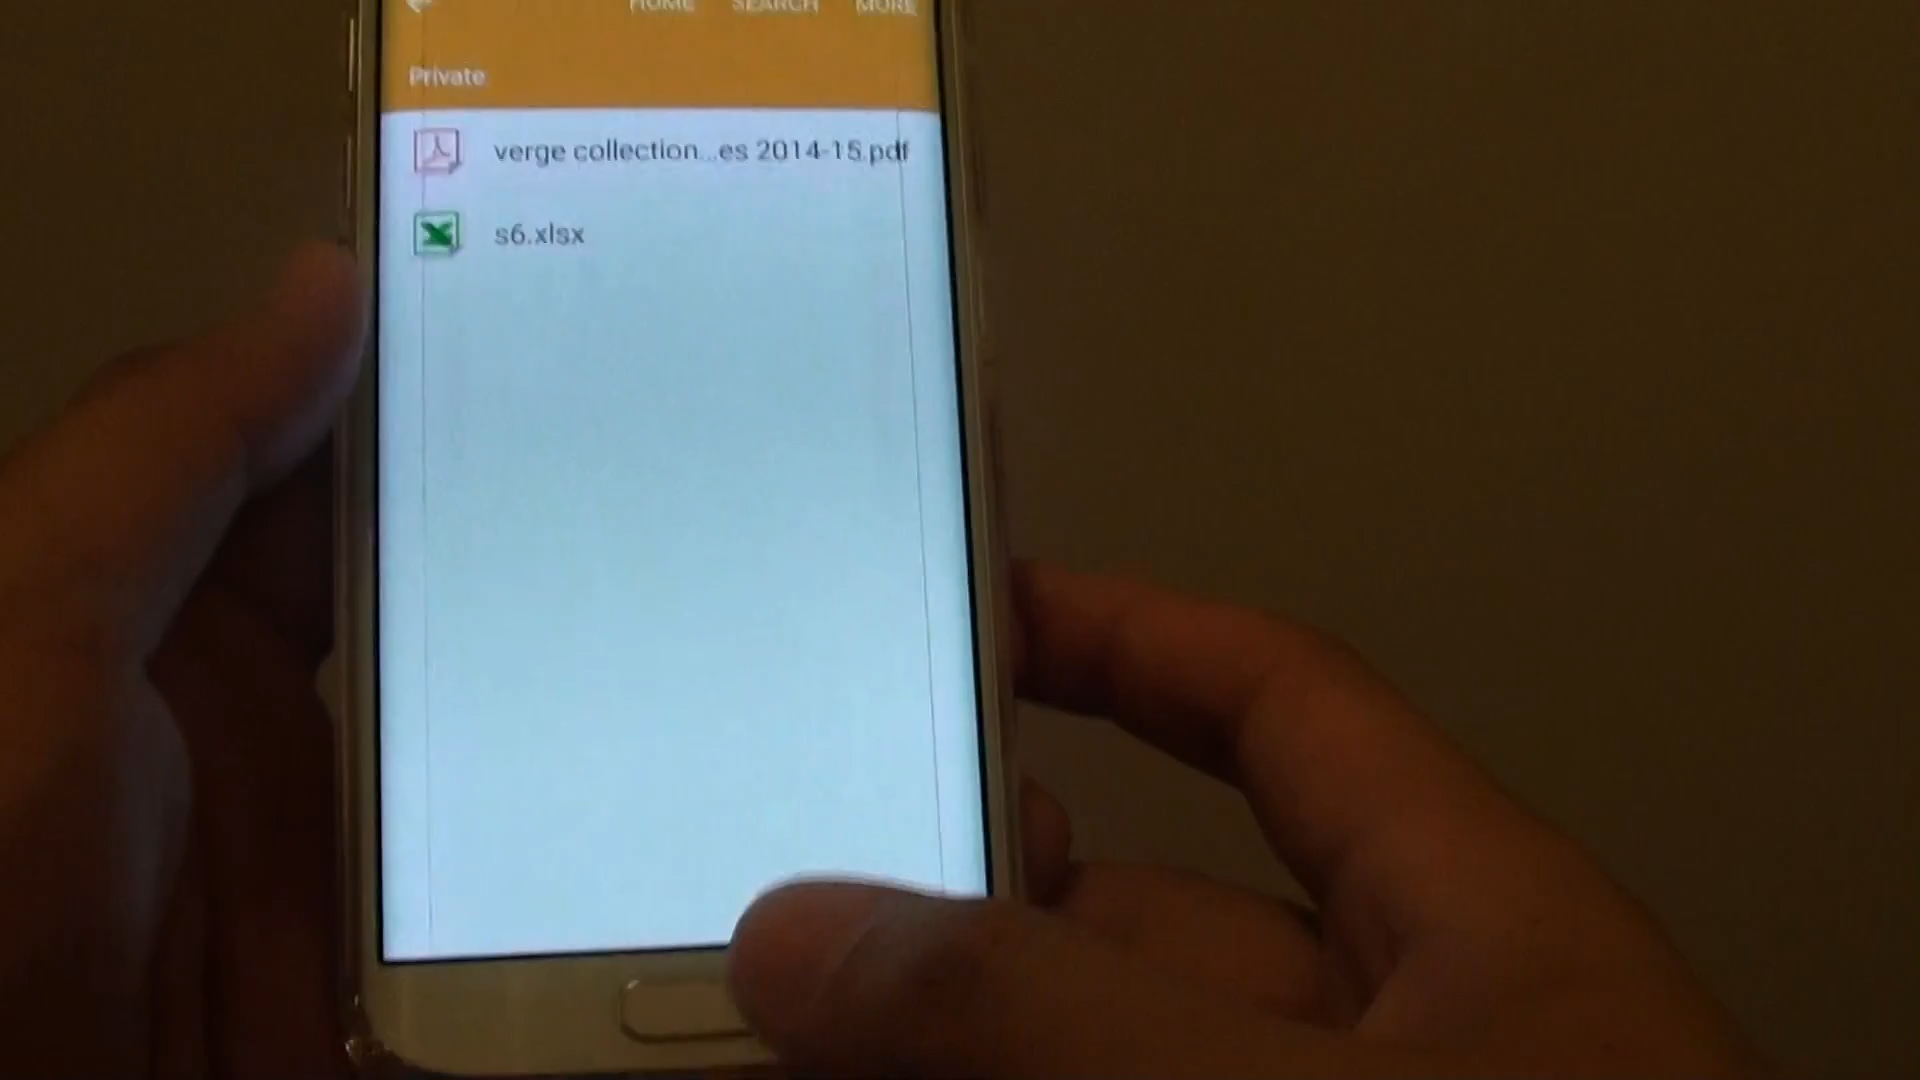 HOME SEARCH MORE
Private
verge collection...es 2014-15.pdf
s6.xlsx